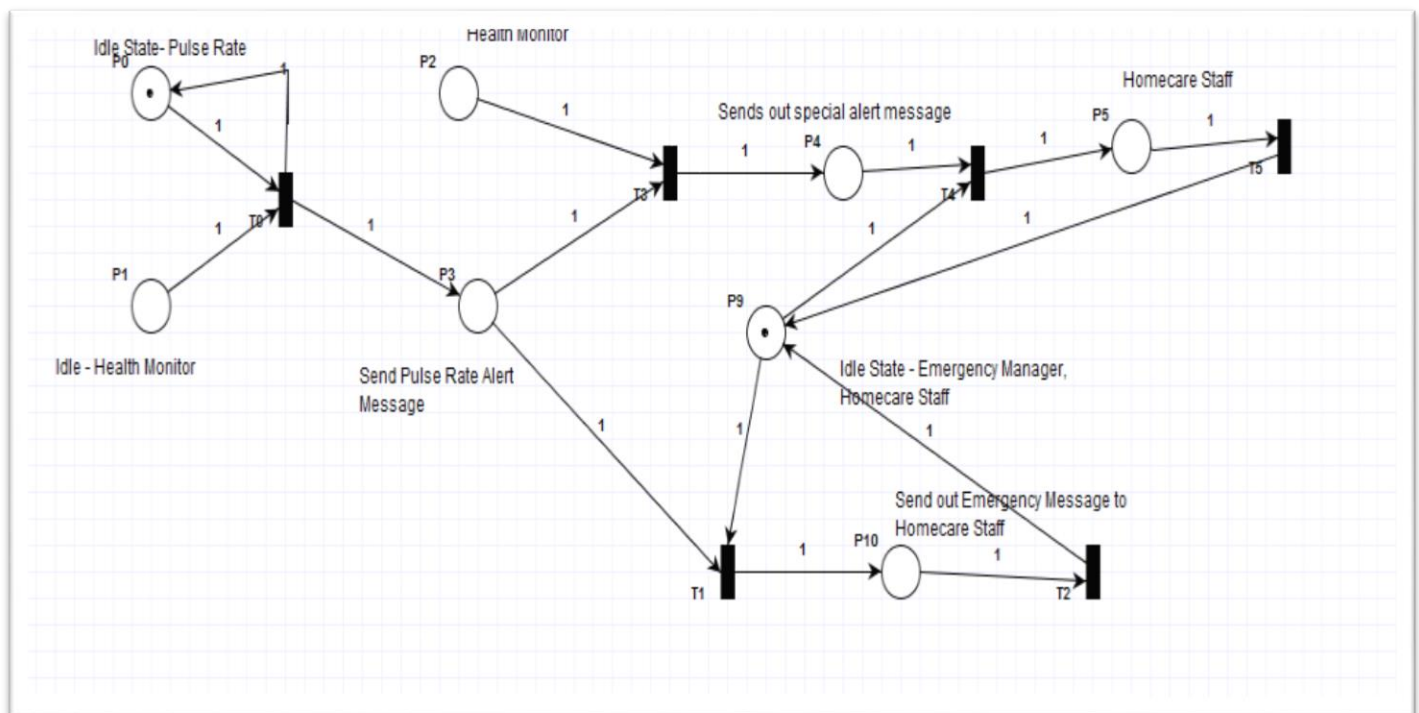 Idle State- Pulse Rate
P0
1
1
P2
Health Monitor
1
Sends out special alert message
P4
1
1
T3
T4
1
P5
Homecare Staff
1
T5
1
1
T0
1
1
P1
Idle - Health Monitor
P3
1
Send Pulse Rate Alert
Message
P9
1
Idle State - Emergency Manager,
Homecare Staff
1
1
1
Send out Emergency Message to
Homecare Staff
P10
1
1
T1
T2